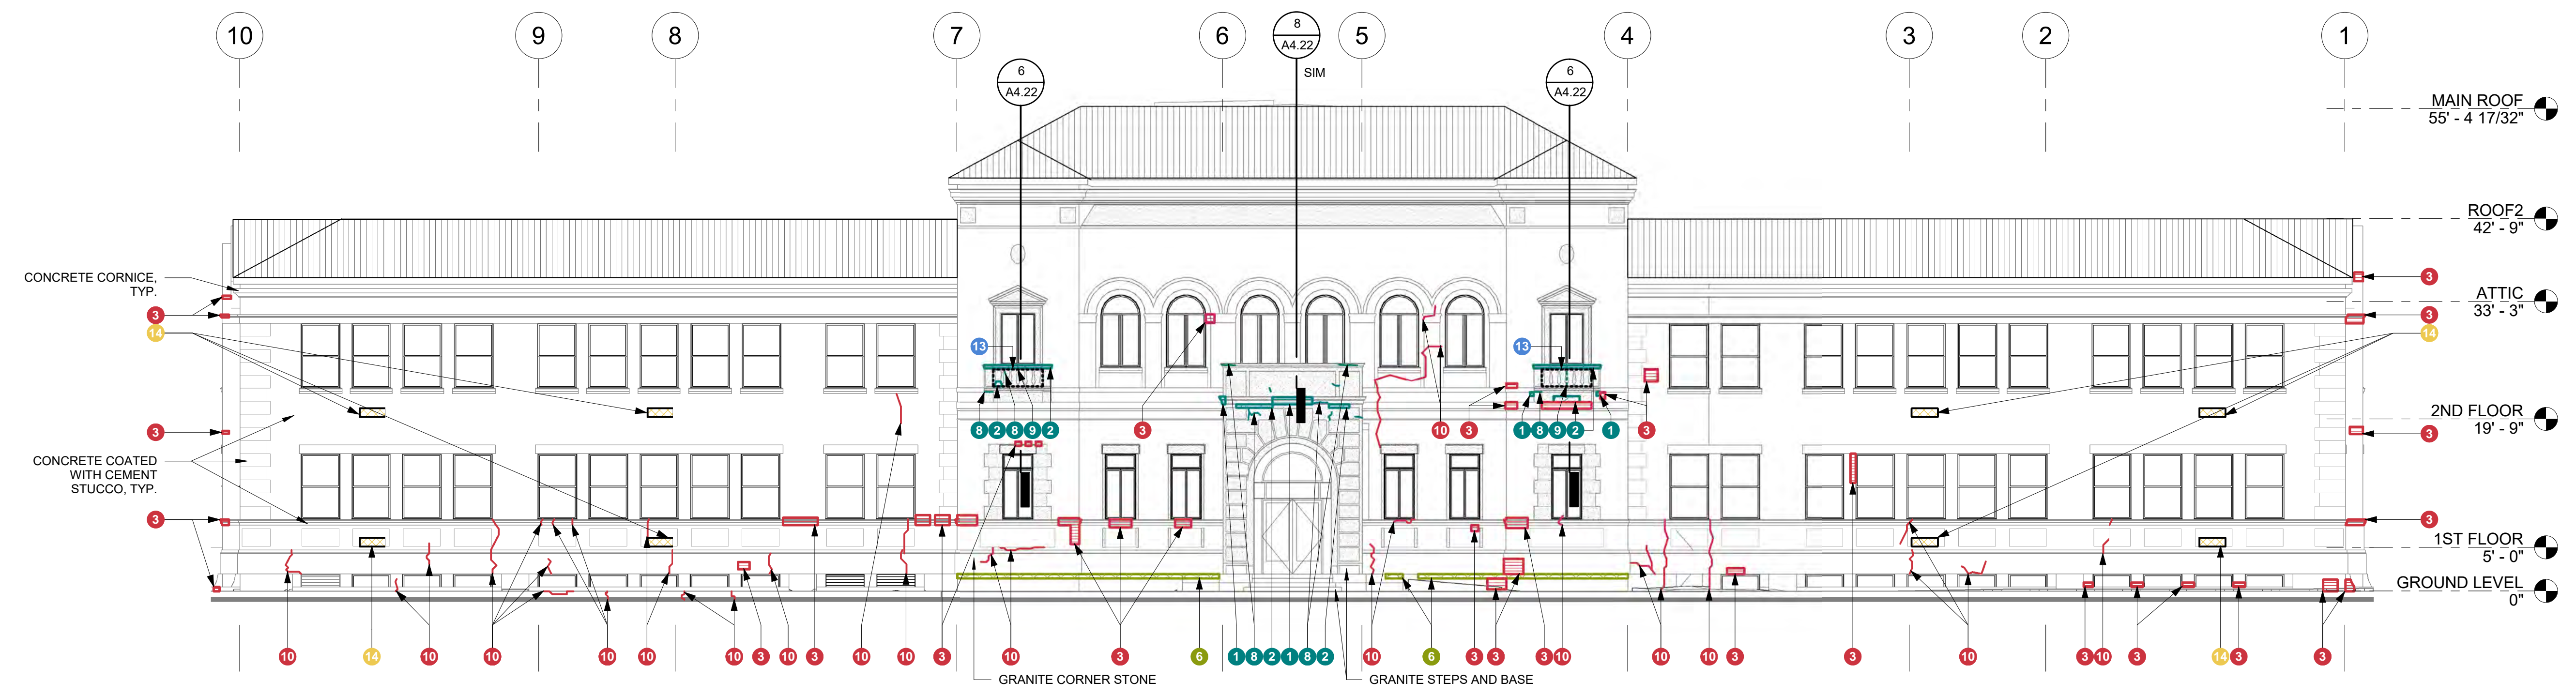 10
9
8
7
6
8
A4.22
5
4
3
2
1
SIM
6
A4.22
6
A4.22
MAIN ROOF
55' - 4 17/32"
ROOF2
42' - 9"
ATTIC
33' - 3"
2ND FLOOR
19' - 9"
1ST FLOOR
5' - 0"
GROUND LEVEL
0"
CONCRETE CORNICE,
TYP.
3
14
3
CONCRETE COATED
WITH CEMENT
STUCCO, TYP.
3
3
3
14
3
3
13
13
8 2 8 9 2
3
10 3
1 8 9 2 1
3
10 14 10 10 10 10 10 3 10 3 10 10 3 10 3 6 1 8 2 1 8 2 10 6 3 3 3 10 10 10 3 3 10 3 10 3 14 3 3
GRANITE CORNER STONE
GRANITE STEPS AND BASE